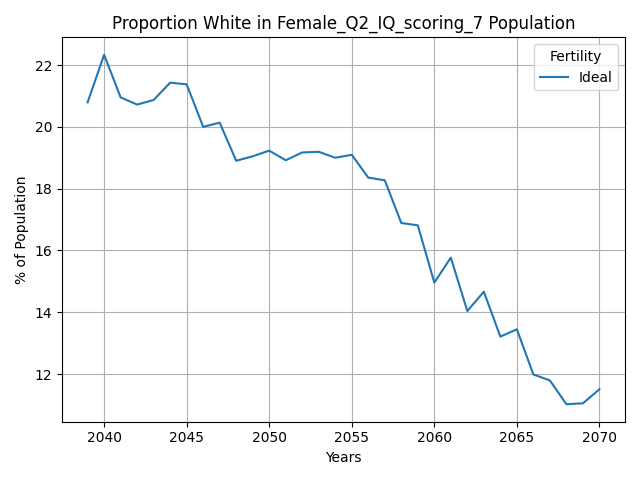 Proportion White in Female_Q2_IQ_scoring_7 Population
Fertility
Ideal
22
20
18
16
14
12
% of Population
2040 2045 2050 2055 2060 2065 2070
Years